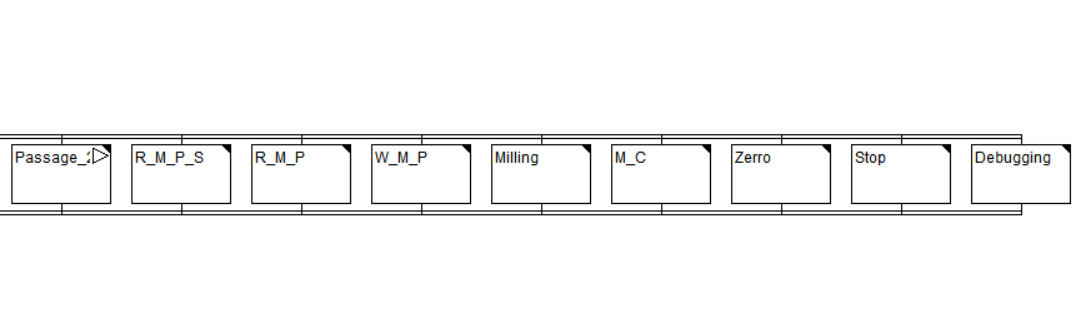 Passage_
R_M_P_S
R_M_P
W_M_P
Milling
M_C
Zerro
Stop
Debugging